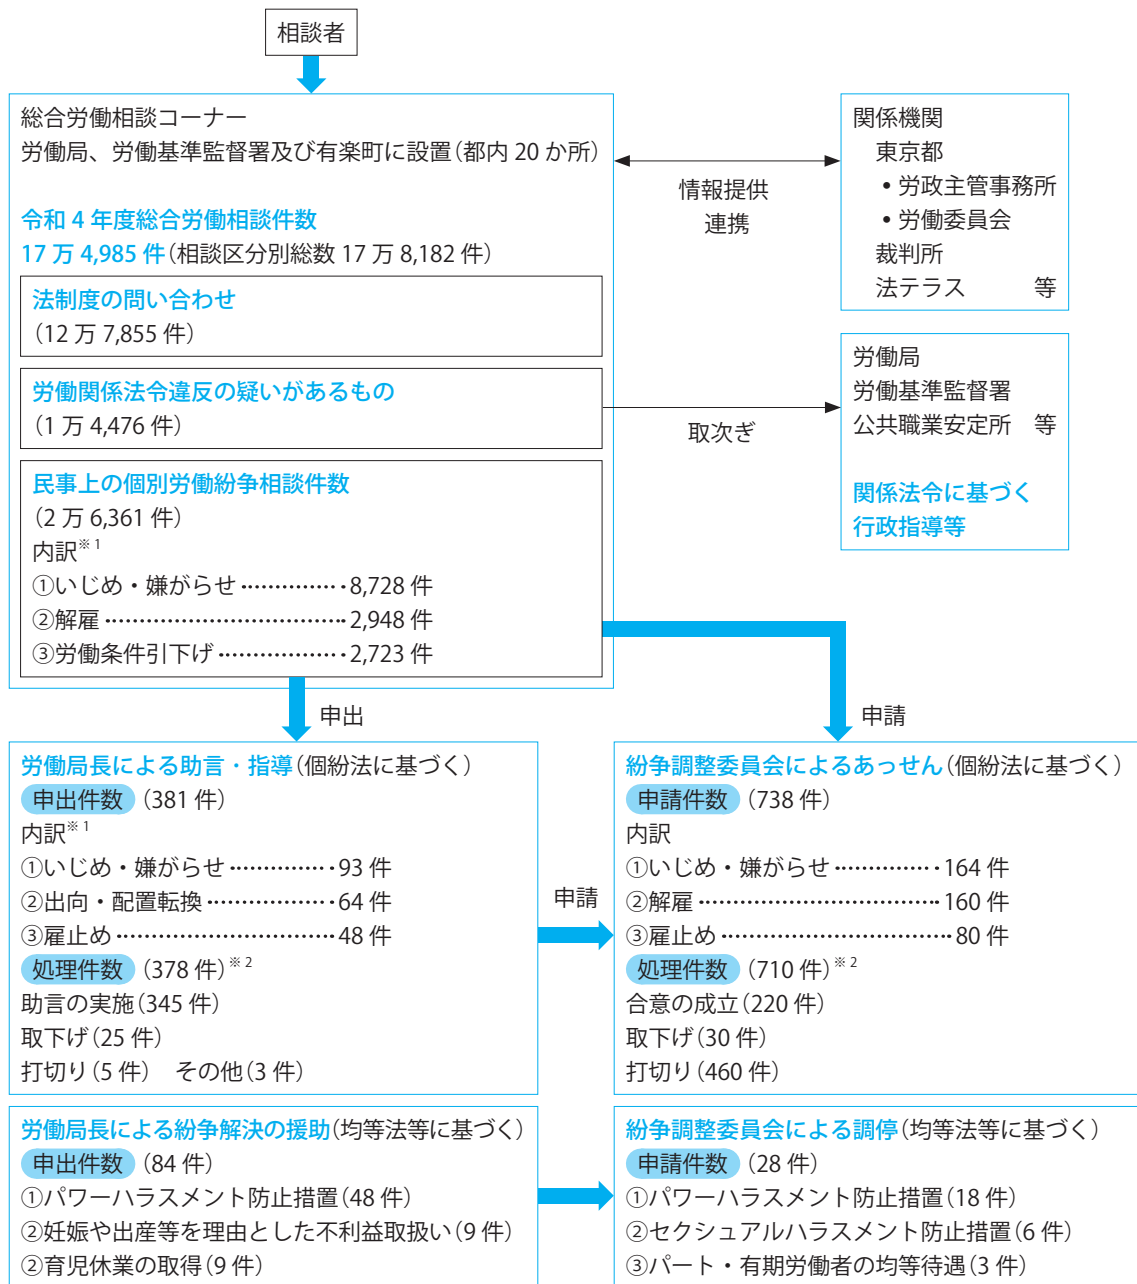 相談者
総合労働相談コーナー
労働局、労働基準監督署及び有楽町に設置(都内 20 か所)
令和 4 年度総合労働相談件数
17 万 4,985 件(相談区分別総数 17 万 8,182 件)
法制度の問い合わせ
(12 万 7,855 件)
労働関係法令違反の疑いがあるもの
(1 万 4,476 件)
民事上の個別労働紛争相談件数
(2 万 6,361 件)
内訳※1
①いじめ・嫌がらせ……………8,728 件
②解雇……………………………2,948 件
③労働条件引下げ………………2,723 件
情報提供
連携
関係機関
東京都
・労政主管事務所
・労働委員会
裁判所
法テラス 等
取次ぎ
労働局
労働基準監督署
公共職業安定所 等
関係法令に基づく
行政指導等
申出
申請
労働局長による助言・指導(個紛法に基づく)
申出件数 (381 件)
内訳※1
①いじめ・嫌がらせ……………93 件
②出向・配置転換………………64 件
③雇止め…………………………48 件
処理件数 (378 件)※2
助言の実施(345 件)
取下げ(25 件)
打切り(5 件) その他(3 件)
申請
紛争調整委員会によるあっせん(個紛法に基づく)
申請件数 (738 件)
内訳
①いじめ・嫌がらせ……………164 件
②解雇……………………………160 件
③雇止め…………………………80 件
処理件数 (710 件)※2
合意の成立(220 件)
取下げ(30 件)
打切り(460 件)
労働局長による紛争解決の援助(均等法等に基づく)
申出件数 (84 件)
①パワーハラスメント防止措置(48 件)
②妊娠や出産等を理由とした不利益取扱い(9 件)
②育児休業の取得(9 件)
紛争調整委員会による調停(均等法等に基づく)
申請件数 (28 件)
①パワーハラスメント防止措置(18 件)
②セクシュアルハラスメント防止措置(6 件)
③パート・有期労働者の均等待遇(3 件)